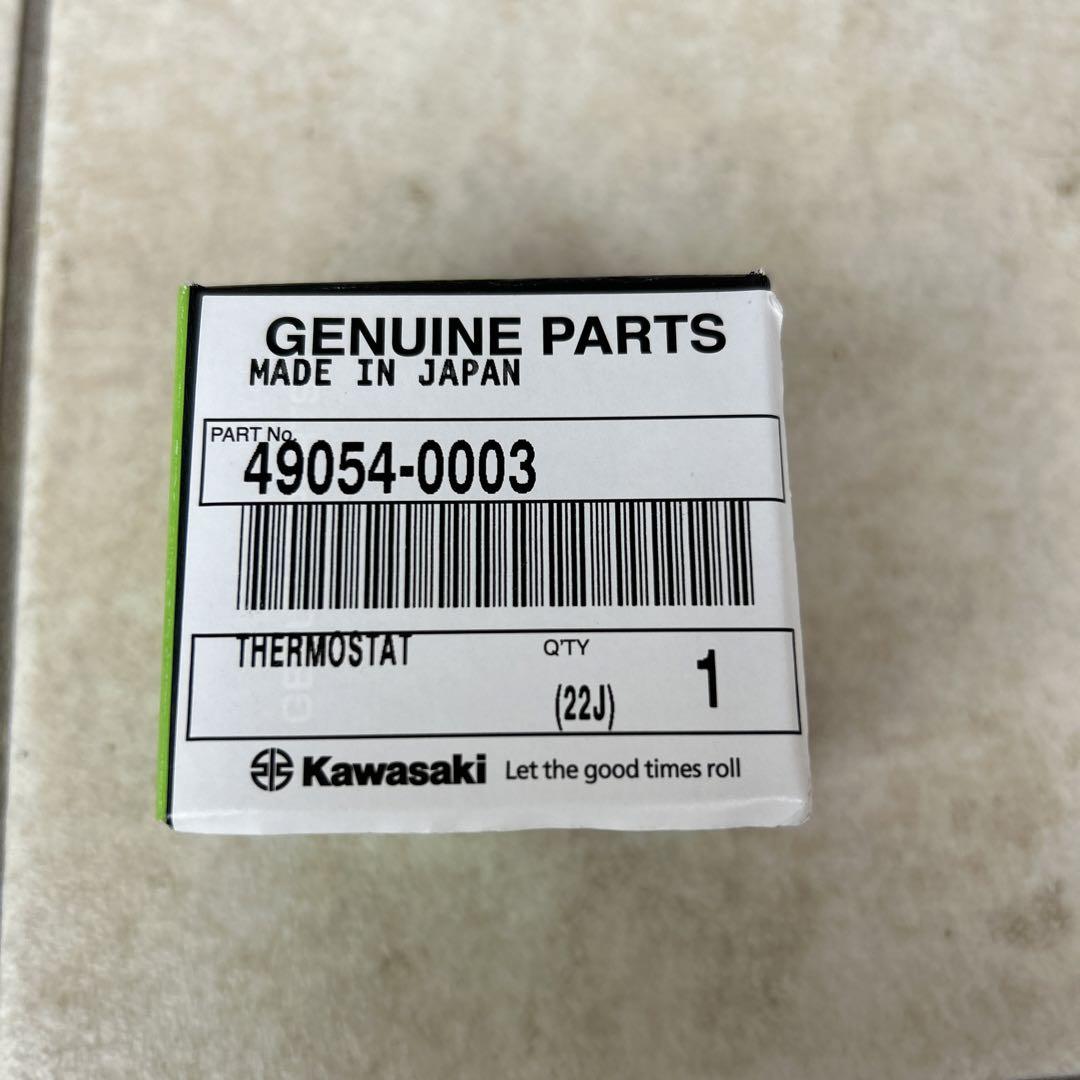 GENUINE PARTS
MADE IN JAPAN
PART No.
49054-0003
THERMOSTAT
Q'TY
(22J)
1
Kawasaki Let the good times roll